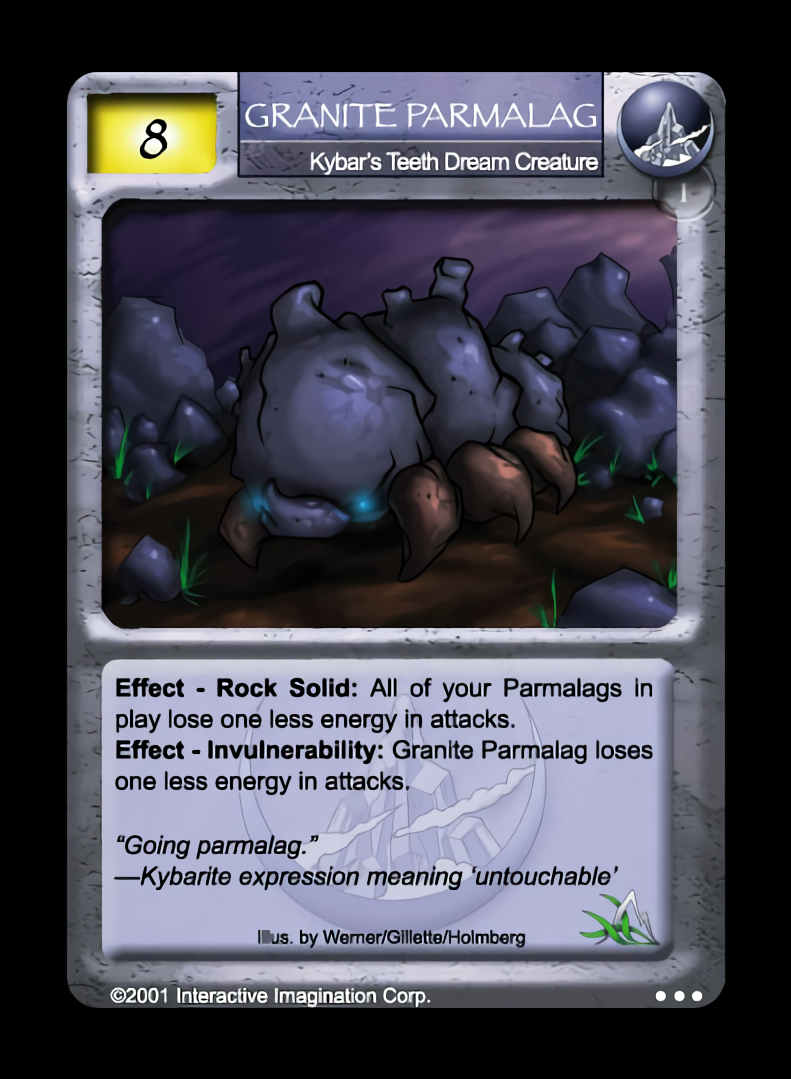 8
GRANITE PARMALAG
Kybar's Teeth Dream Creature
1
Effect - Rock Solid: All of your Parmalags in
play lose one less energy in attacks.
Effect - Invulnerability: Granite Parmalag loses
one less energy in attacks.
“Going parmalag.”
—Kybarite expression meaning ‘untouchable’
Illus. by Werner/Gillette/Holmberg
©2001 Interactive Imagination Corp.